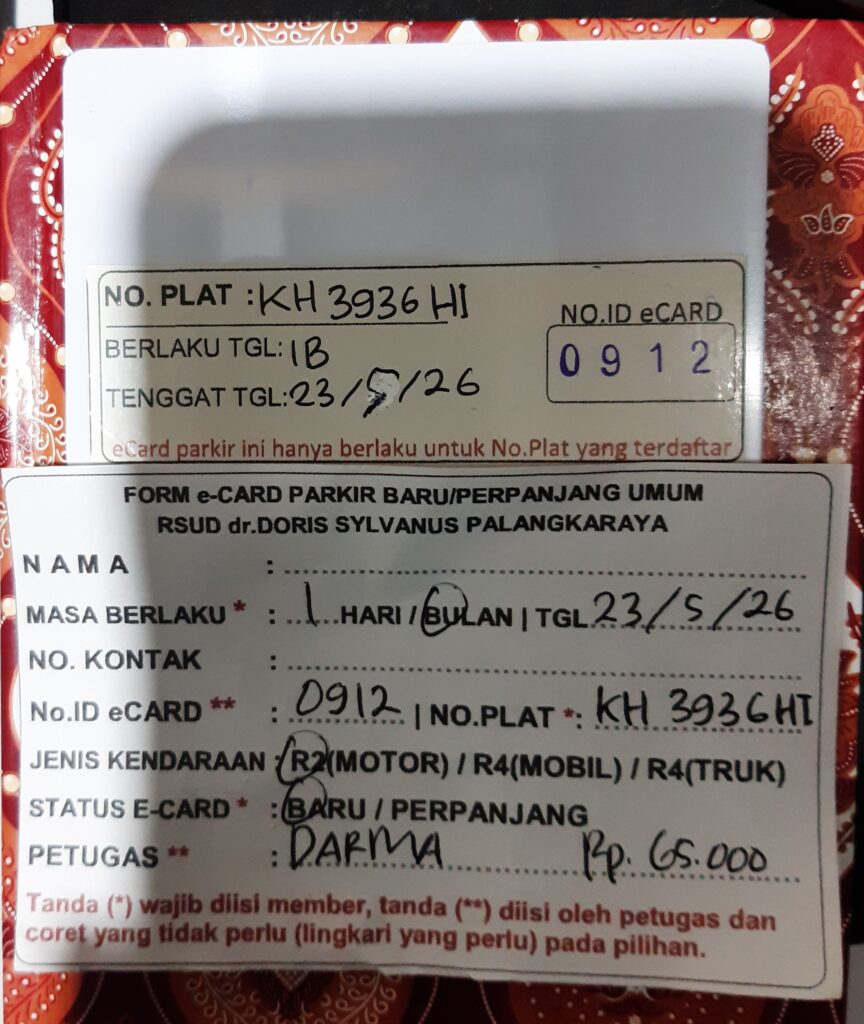 NO. PLAT : KH 3936 HI
BERLAKU TGL: 1B
TENGGAT TGL: 23/5/26
NO.ID eCARD
0912
eCard parkir ini hanya berlaku untuk No.Plat yang terdaftar
FORM e-CARD PARKIR BARU/PERPANJANG UMUM
RSUD dr.DORIS SYLVANUS PALANGKARAYA
NAMA :
MASA BERLAKU * : 1 HARI / BULAN | TGL 23/5/26
NO. KONTAK :
No.ID eCARD ** : 0912 | NO.PLAT *: KH 3936 HI
JENIS KENDARAAN : R2(MOTOR) / R4(MOBIL) / R4(TRUK)
STATUS E-CARD * : BARU / PERPANJANG
PETUGAS ** : DARMA Rp. 65.000
Tanda (*) wajib diisi member, tanda (**) diisi oleh petugas dan
coret yang tidak perlu (lingkari yang perlu) pada pilihan.